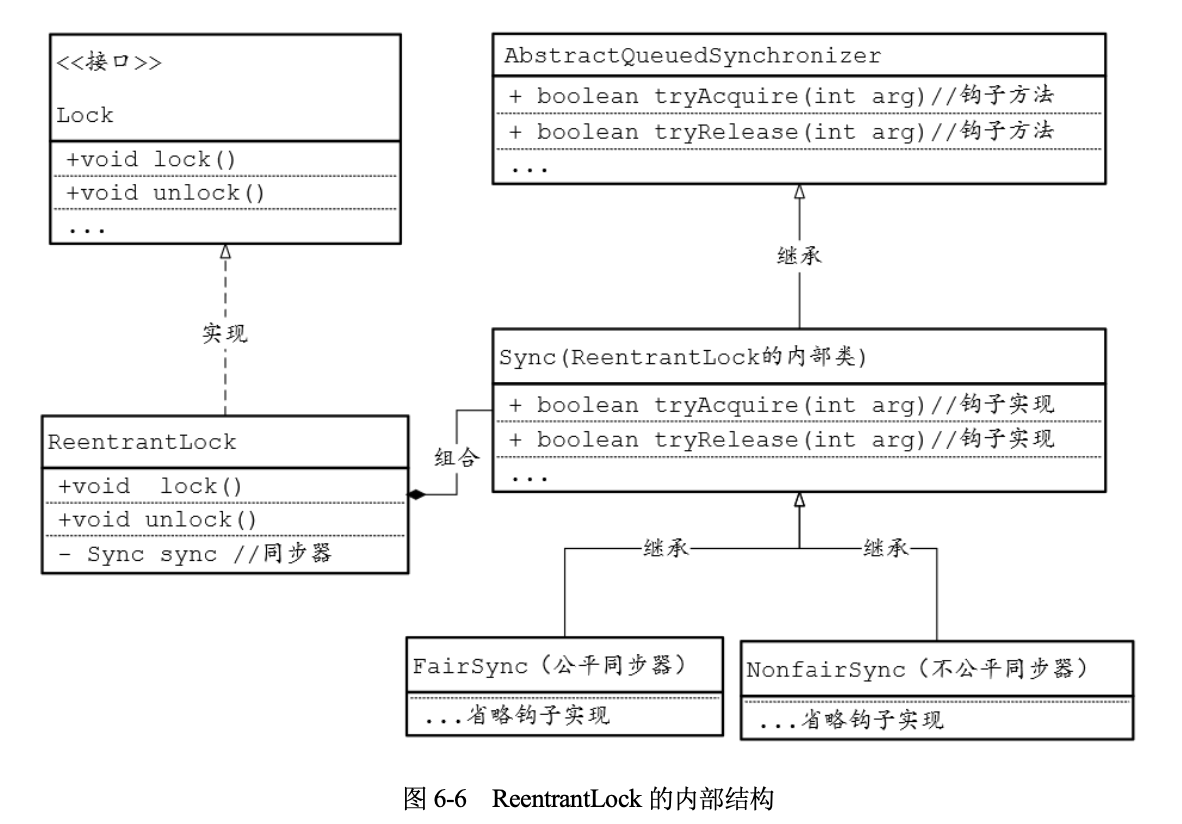 <<接口>>
Lock
+void lock()
+void unlock()
...
AbstractQueuedSynchronizer
+ boolean tryAcquire(int arg)//钩子方法
+ boolean tryRelease(int arg)//钩子方法
...
继承
实现
Sync(ReentrantLock的内部类)
+ boolean tryAcquire(int arg)//钩子实现
+ boolean tryRelease(int arg)//钩子实现
...
组合
ReentrantLock
+void  lock()
+void unlock()
- Sync sync //同步器
继承
继承
FairSync（公平同步器）
...省略钩子实现
NonfairSync（不公平同步器）
...省略钩子实现
图 6-6  ReentrantLock 的内部结构